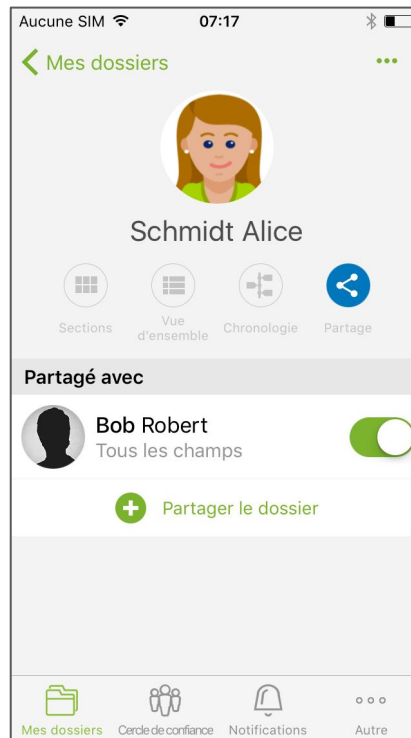 Aucune SIM 07:17
Mes dossiers
Schmidt Alice
Sections
Vue
d'ensemble
Chronologie
Partage
Partagé avec
Bob Robert
Tous les champs
Partager le dossier
Mes dossiers
Cercle de confiance
Notifications
Autre